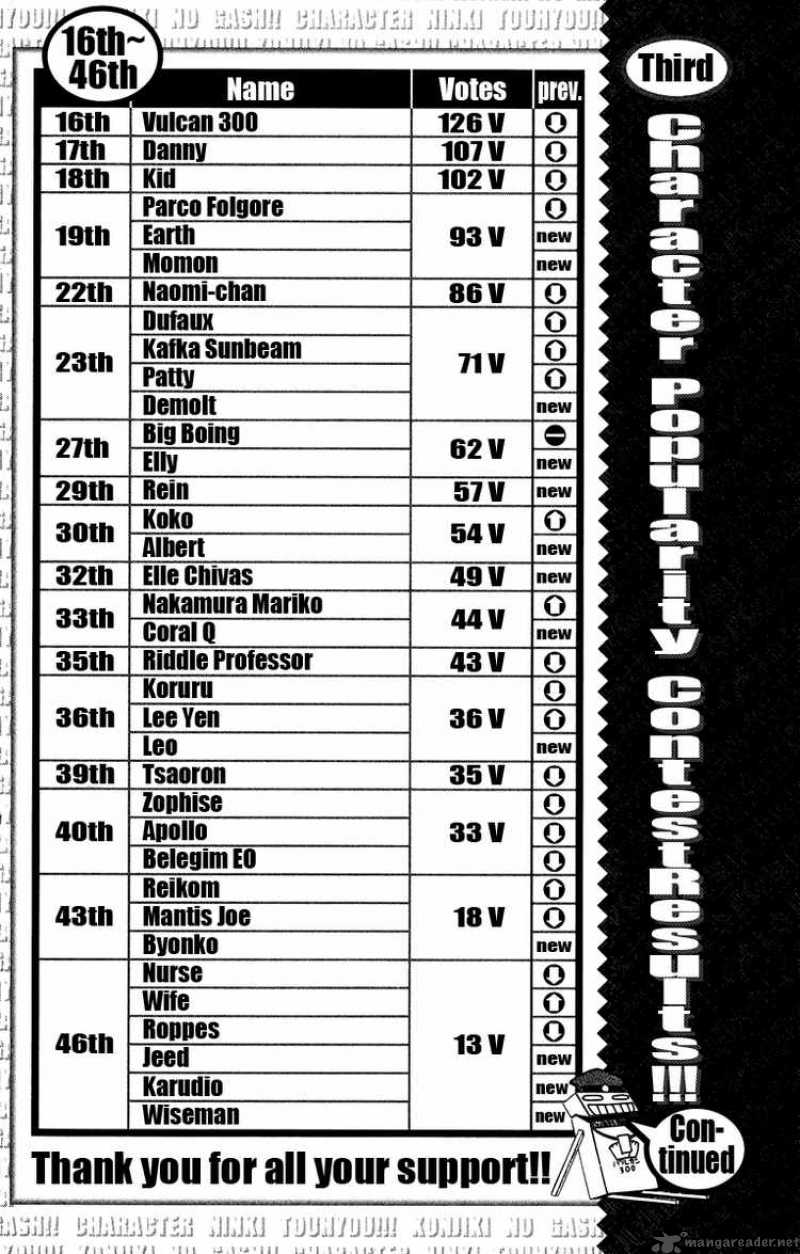 GASH!! CHARACTER NINKI TOUHYOU!!!
16th~
46th
Name Votes prev.
16th Vulcan 300 126 V
17th Danny 107 V
18th Kid 102 V
19th Parco Folgore 93 V
Earth new
Momon new
22th Naomi-chan 86 V
23th Dufaux 71 V
Kafka Sunbeam
Patty
Demolt new
27th Big Boing 62 V
Elly new
29th Rein 57 V new
30th Koko 54 V
Albert new
32th Elle Chivas 49 V new
33th Nakamura Mariko 44 V
Coral Q new
35th Riddle Professor 43 V
36th Koruru 36 V
Lee Yen
Leo new
39th Tsaoron 35 V
40th Zophise 33 V
Apollo
Belegim EO
43th Reikom 18 V
Mantis Joe
Byonko new
46th Nurse 13 V
Wife
Roppes
Jeed new
Karudio new
Wiseman new
Thank you for all your support!!
Third
Character Popularity Contest Results!!!
バルカン
300
Con-
tinued
GASH!! CHARACTER NINKI TOUHYOU!!! KONJIKI NO GASH
mangareader.net